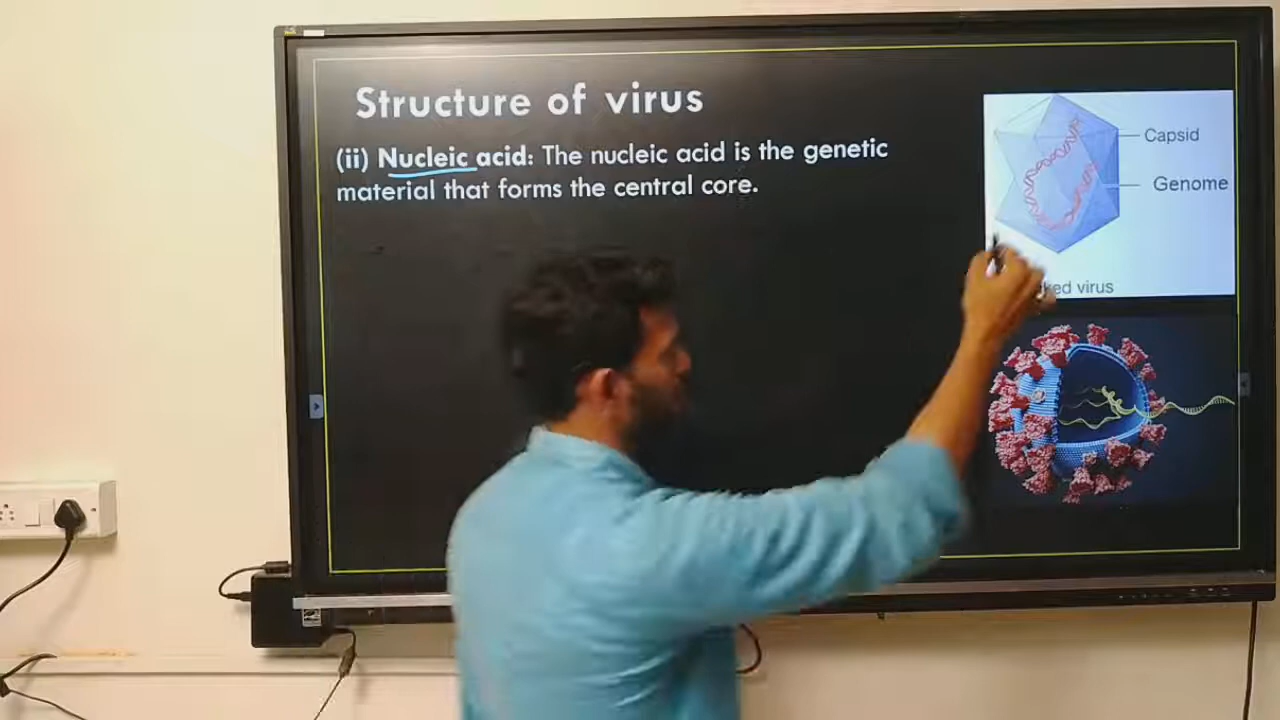 Structure of virus
(ii) Nucleic acid: The nucleic acid is the genetic
material that forms the central core.
Capsid
Genome
virus